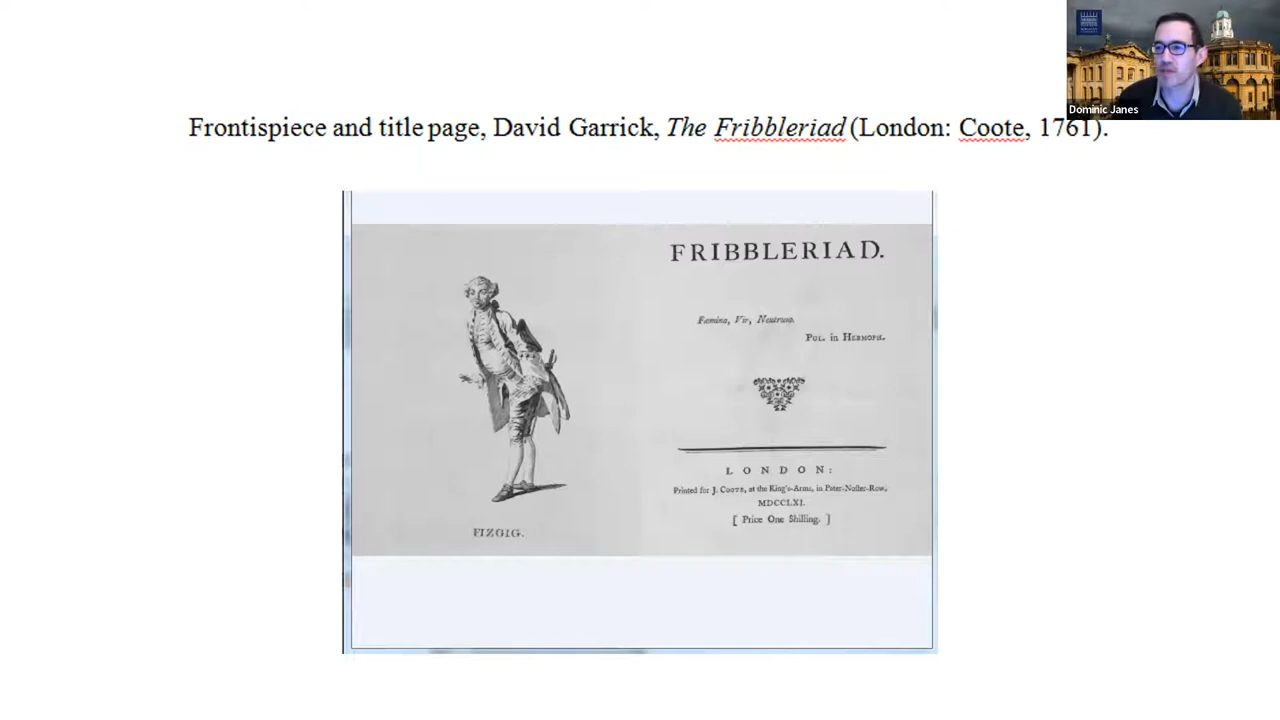 Dominic Janes
Frontispiece and title page, David Garrick, The Fribbleriad (London: Coote, 1761).
FIZGIG.
FRIBBLERIAD.
Fæmina, Vir, Neutrum.
POL. in HERMOPH.
LONDON:
Printed for J. COOTE, at the King's-Arms, in Pater-Noster-Row,
MDCCLXI.
[ Price One Shilling. ]